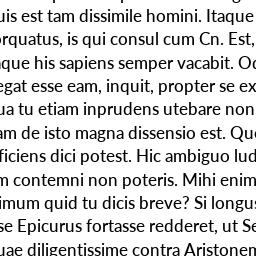 uis est tam dissimile homini. Itaque
orquatus, is qui consul cum Cn. Est,
que his sapiens semper vacabit. Oc
egat esse eam, inquit, propter se ex
ua tu etiam inprudens utebare non
am de isto magna dissensio est. Que
ficiens dici potest. Hic ambiguo lud
m contemni non poteris. Mihi enim
imum quid tu dicis breve? Si longus
se Epicurus fortasse redderet, ut Se
uae diligentissime contra Aristonem